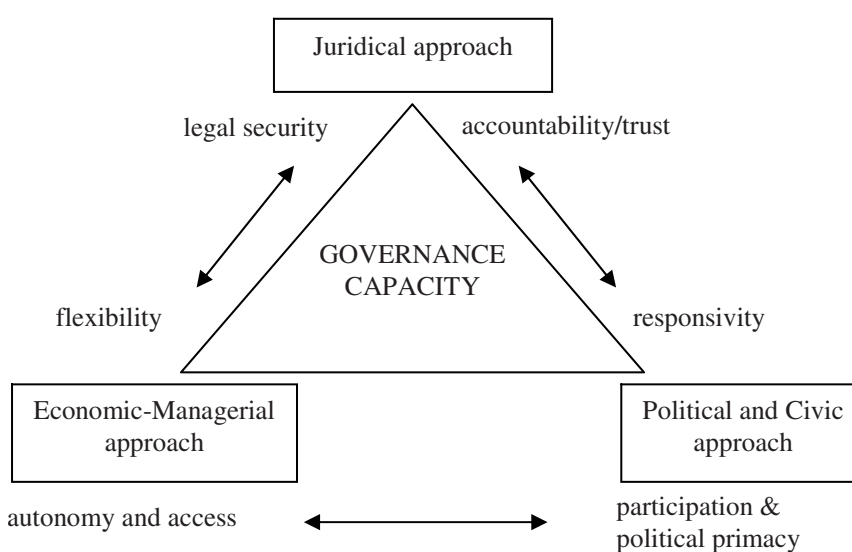 Juridical approach
legal security
accountability/trust
GOVERNANCE
CAPACITY
flexibility
responsivity
Economic-Managerial
approach
Political and Civic
approach
autonomy and access
participation &
political primacy